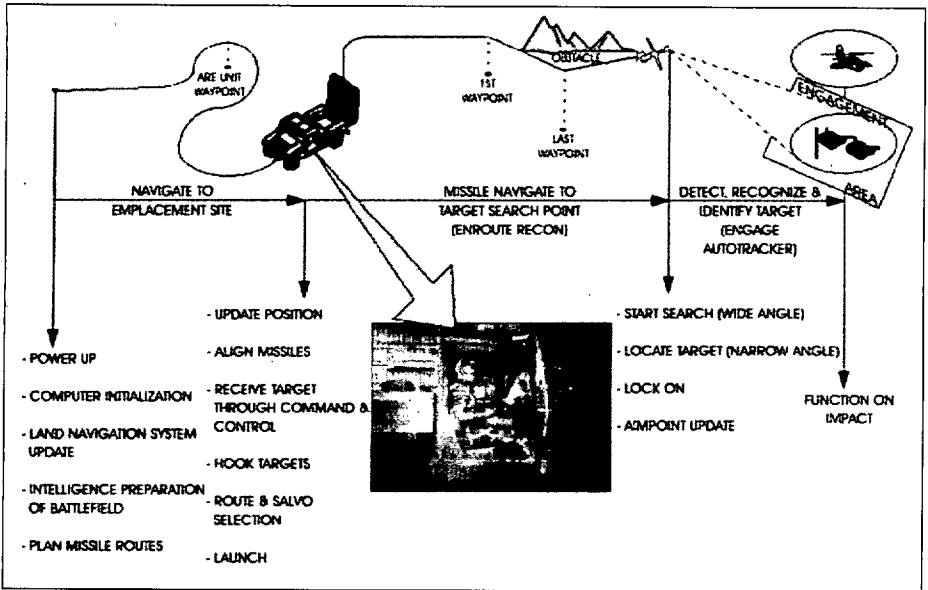 ARE UNIT
WAYPOINT
1ST
WAYPOINT
OBSTACLE
LAST
WAYPOINT
ENGAGEMENT
AREA
NAVIGATE TO
EMPLACEMENT SITE
MISSILE NAVIGATE TO
TARGET SEARCH POINT
(ENROUTE RECON)
DETECT, RECOGNIZE &
IDENTIFY TARGET
(ENGAGE
AUTOTRACKER)
- POWER UP
- COMPUTER INITIALIZATION
- LAND NAVIGATION SYSTEM
UPDATE
- INTELLIGENCE PREPARATION
OF BATTLEFIELD
- PLAN MISSILE ROUTES
- UPDATE POSITION
- ALIGN MISSILES
- RECEIVE TARGET
THROUGH COMMAND &
CONTROL
- HOOK TARGETS
- ROUTE & SALVO
SELECTION
- LAUNCH
- START SEARCH (WIDE ANGLE)
- LOCATE TARGET (NARROW ANGLE)
- LOCK ON
- AIMPOINT UPDATE
FUNCTION ON
IMPACT